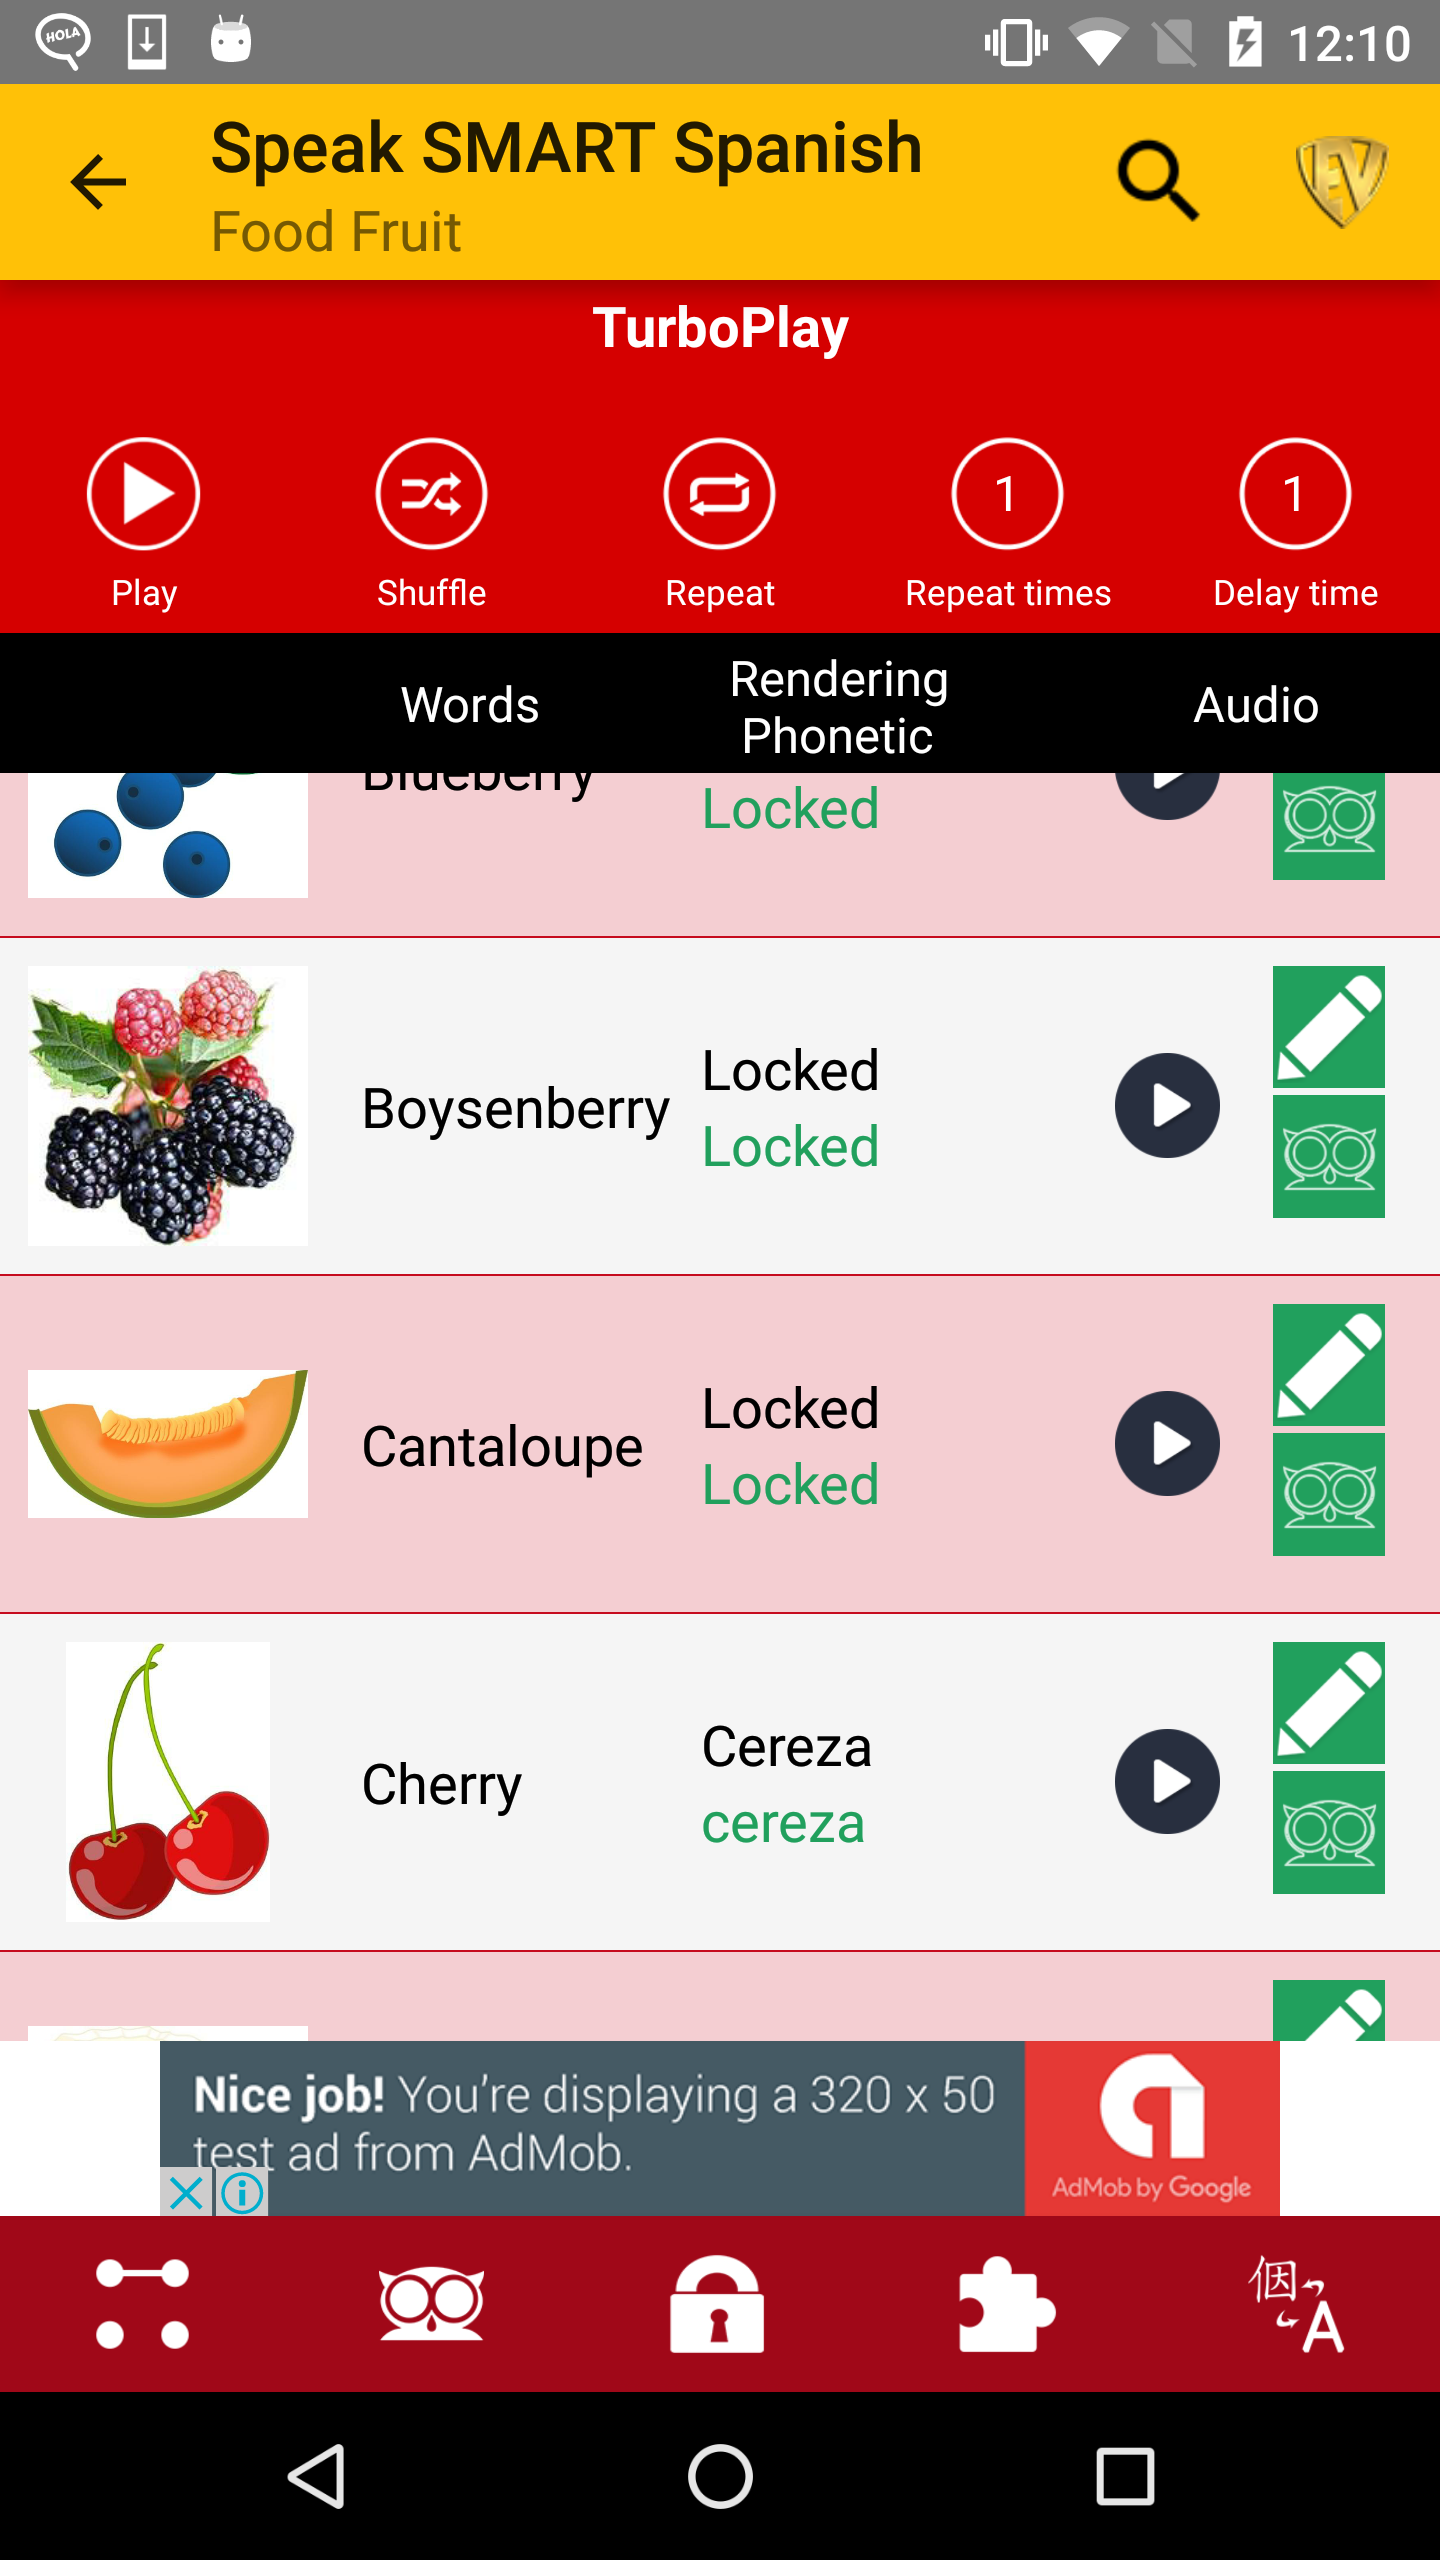 HOLA
12:10
Speak SMART Spanish
EV
Food Fruit
TurboPlay
1
1
Play
Shuffle
Repeat
Repeat times
Delay time
Words
Rendering
Phonetic
Audio
Blueberry
Locked
Boysenberry
Locked
Locked
Cantaloupe
Locked
Locked
Cherry
Cereza
cereza
Nice job! You're displaying a 320 x 50
test ad from AdMob.
AdMob by Google
個
A